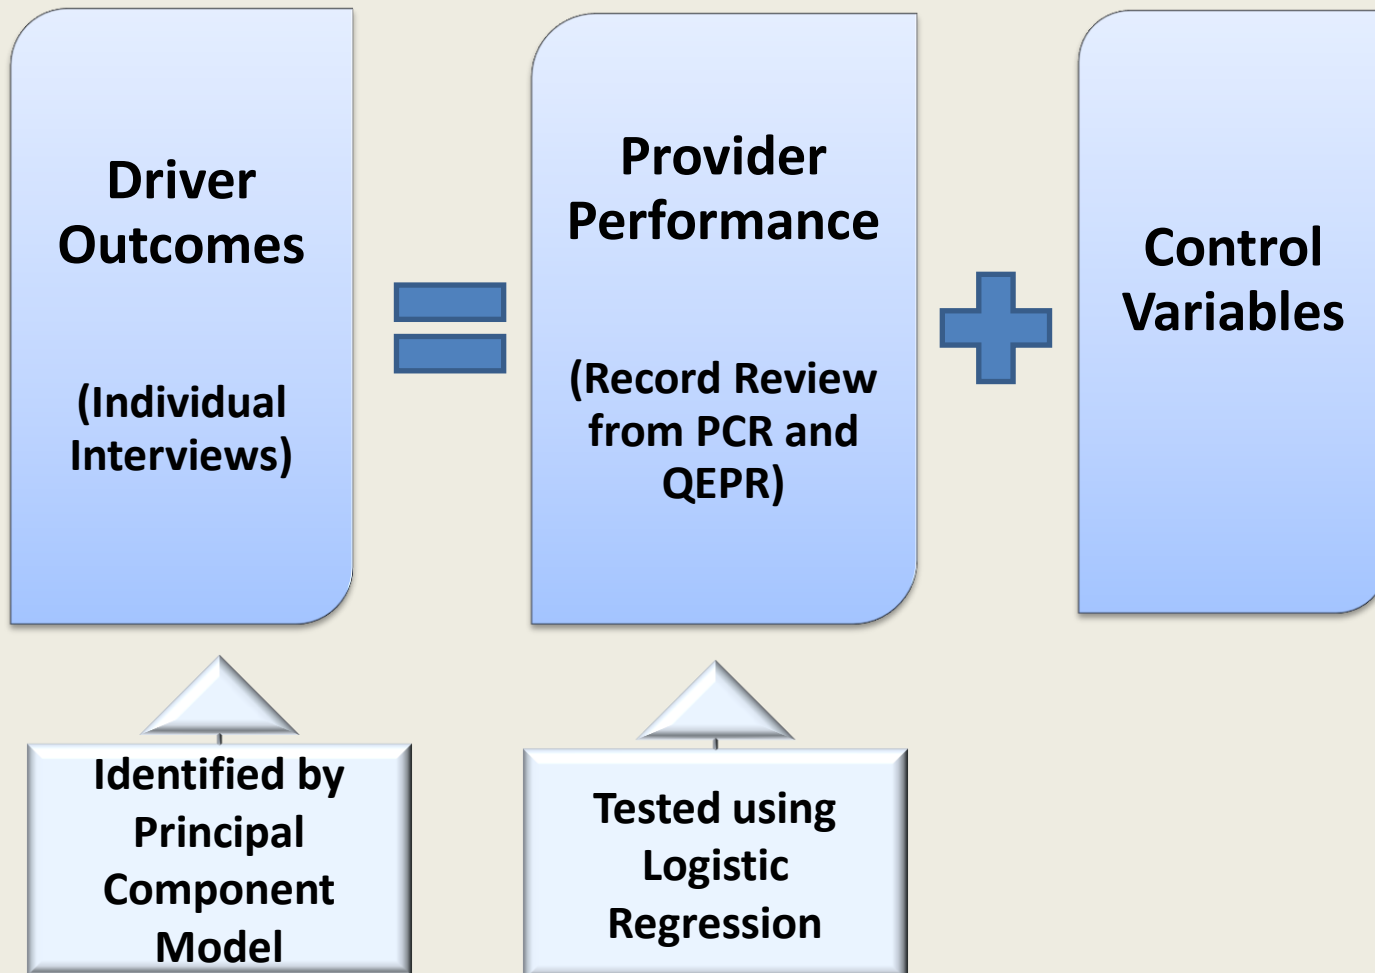 Driver
Outcomes
(Individual
Interviews)
Provider
Performance
(Record Review
from PCR and
QEPR)
Control
Variables
Identified by
Principal
Component
Model
Tested using
Logistic
Regression